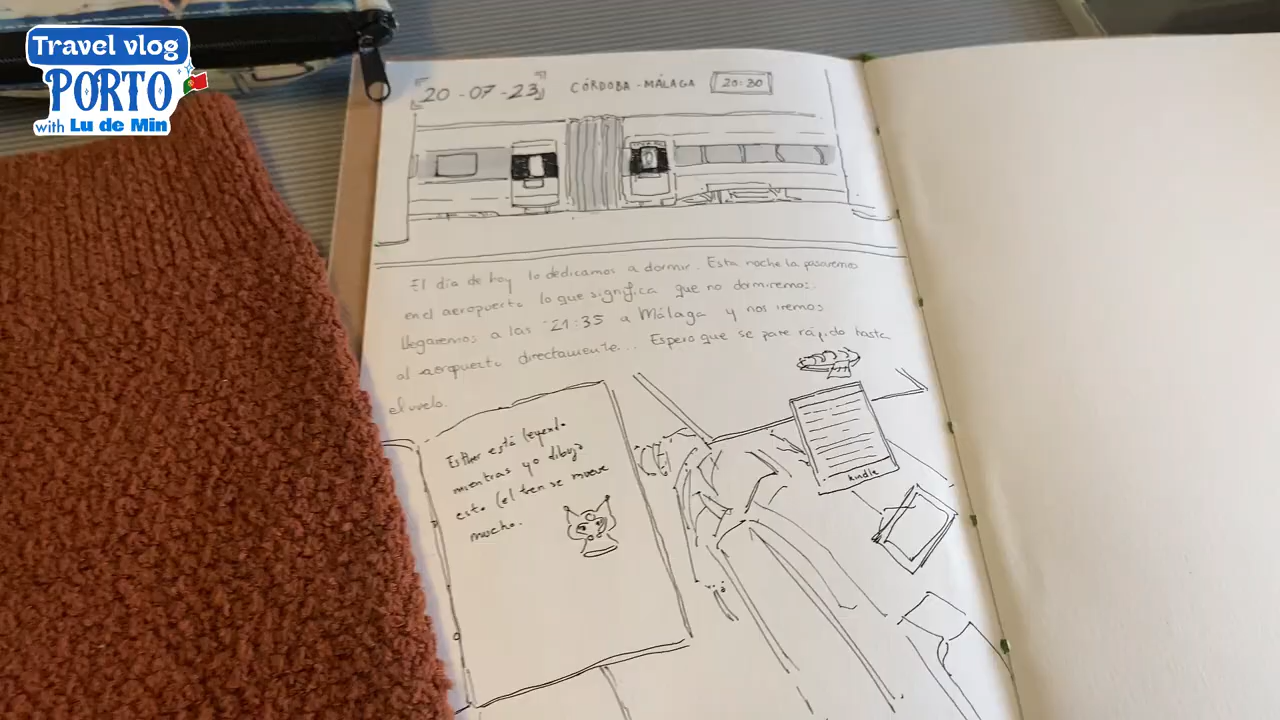 Travel vlog
PORTO
with Lu de Min
20-07-23
CÓRDOBA-MÁLAGA
20:30
El día de hoy lo dedicamos a dormir. Esta noche la pasaremos
en el aeropuerto lo que significa que no dormiremos.
llegaremos a las 21:35 a Málaga y nos iremos
al aeropuerto directamente... Espero que se pase rápido hasta
el vuelo.
Esther está leyendo
mientras yo dibujo
esto (el tren se mueve
mucho.
kindle